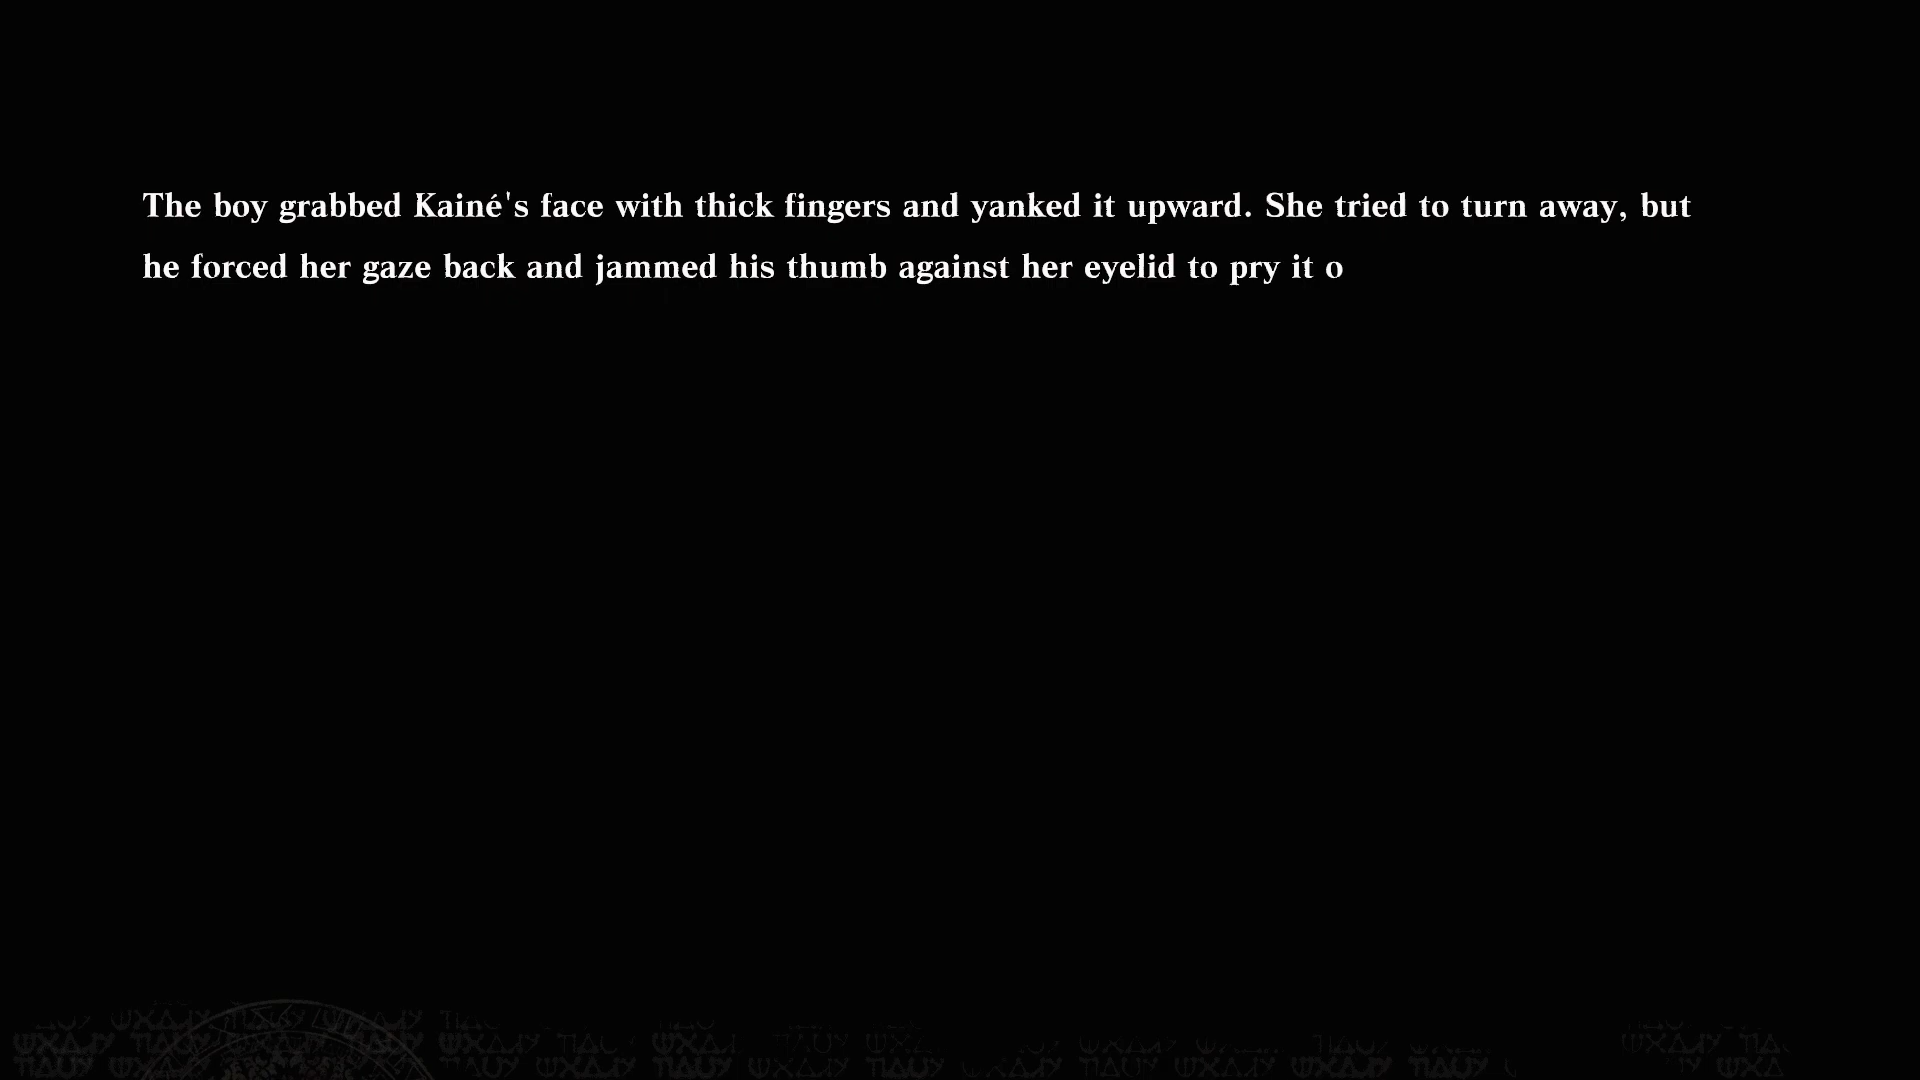 The boy grabbed Kainé's face with thick fingers and yanked it upward. She tried to turn away, but
he forced her gaze back and jammed his thumb against her eyelid to pry it o